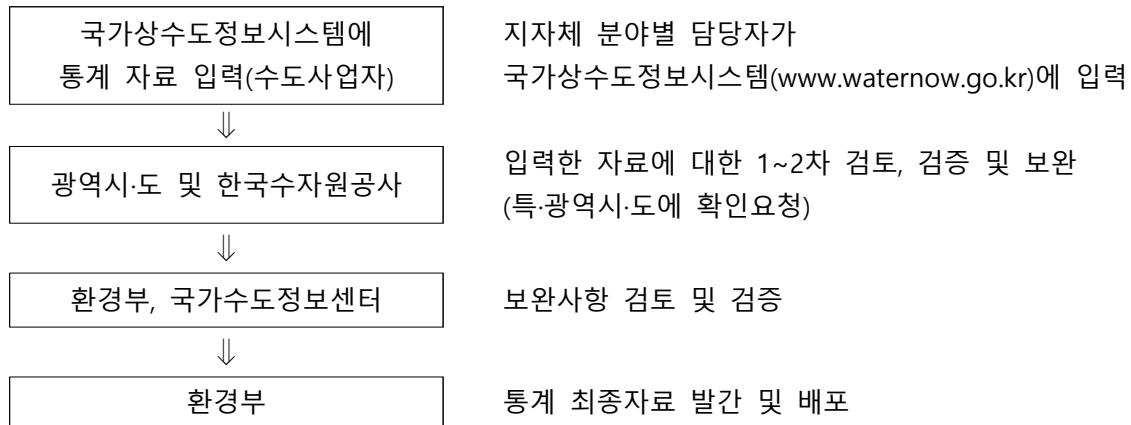 국가상수도정보시스템에
통계 자료 입력(수도사업자)
지자체 분야별 담당자가
국가상수도정보시스템(www.waternow.go.kr)에 입력
⇓
광역시·도 및 한국수자원공사
입력한 자료에 대한 1~2차 검토, 검증 및 보완
(특·광역시·도에 확인요청)
⇓
환경부, 국가수도정보센터
보완사항 검토 및 검증
⇓
환경부
통계 최종자료 발간 및 배포